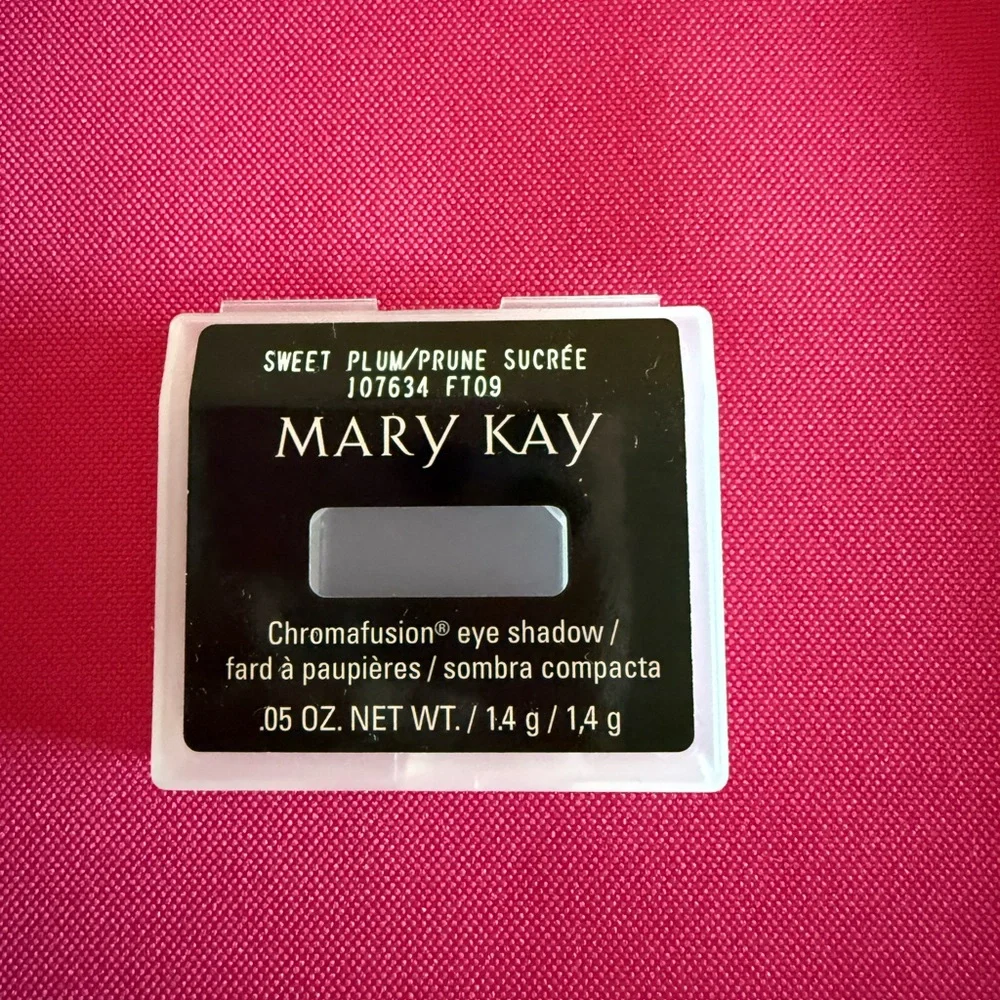 SWEET PLUM/PRUNE SUCRÉE
107634 FT09
MARY KAY
Chromafusion® eye shadow /
fard à paupières / sombra compacta
.05 OZ. NET WT. / 1.4 g / 1,4 g